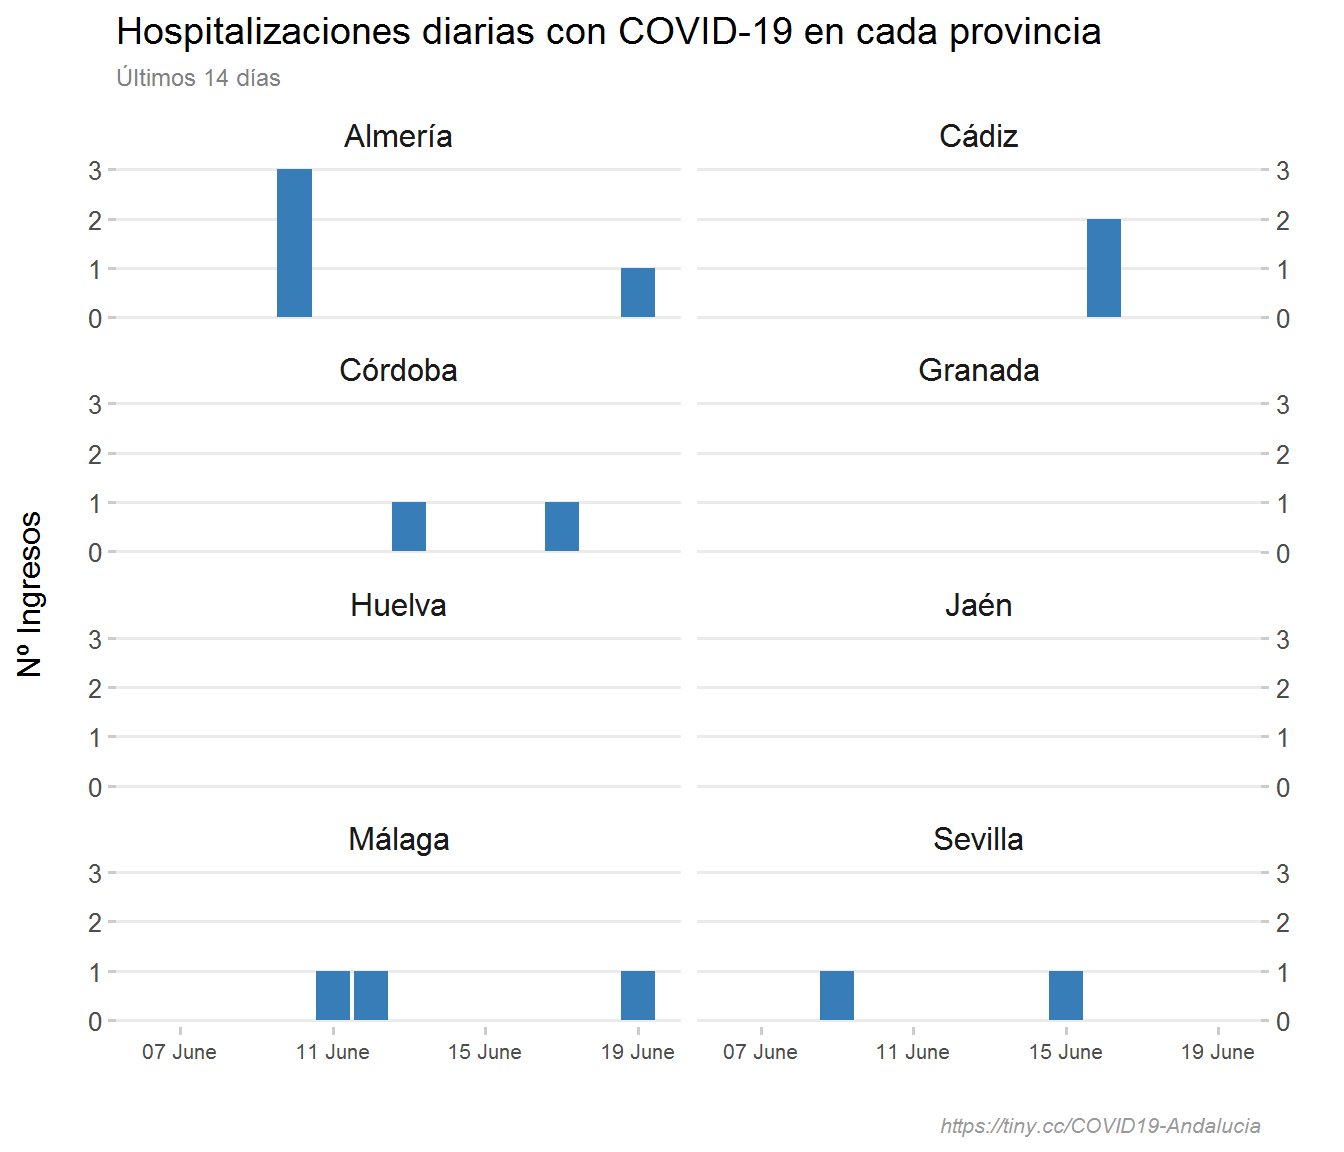 Hospitalizaciones diarias con COVID-19 en cada provincia
Últimos 14 días
Nº Ingresos
Almería
3
2
1
0
Cádiz
3
2
1
0
Córdoba
3
2
1
0
Granada
3
2
1
0
Huelva
3
2
1
0
Jaén
3
2
1
0
Málaga
3
2
1
0
Sevilla
3
2
1
0
07 June 11 June 15 June 19 June
07 June 11 June 15 June 19 June
https://tiny.cc/COVID19-Andalucia